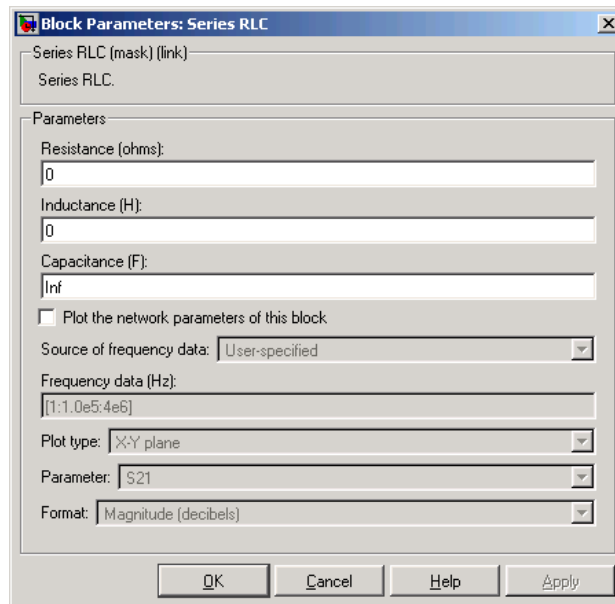 Block Parameters: Series RLC
Series RLC (mask) (link)
Series RLC.
Parameters
Resistance (ohms):
0
Inductance (H):
0
Capacitance (F):
Inf
Plot the network parameters of this block
Source of frequency data: User-specified
Frequency data (Hz):
[1:1.0e5:4e6]
Plot type: X-Y plane
Parameter: S21
Format: Magnitude (decibels)
OK Cancel Help Apply